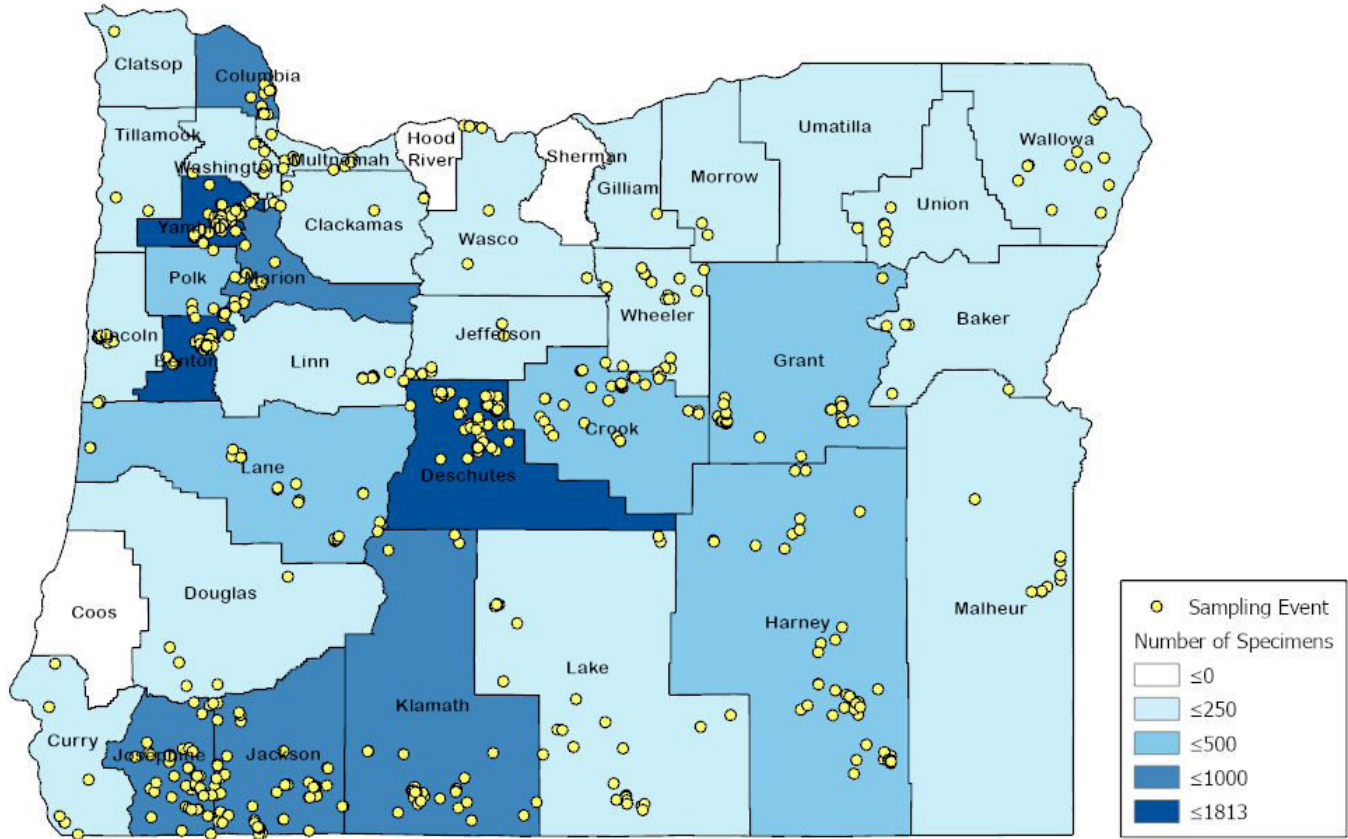 Clatsop
Columbia
Tillamook
Washington
Multnomah
Hood
River
Sherman
Gilliam
Morrow
Umatilla
Union
Wallowa
Yamhill
Clackamas
Wasco
Polk
Marion
Lincoln
Benton
Linn
Jefferson
Wheeler
Grant
Baker
Lane
Deschutes
Crook
Coos
Douglas
Harney
Malheur
Lake
Klamath
Curry
Josephine
Jackson
Sampling Event
Number of Specimens
≤0
≤250
≤500
≤1000
≤1813